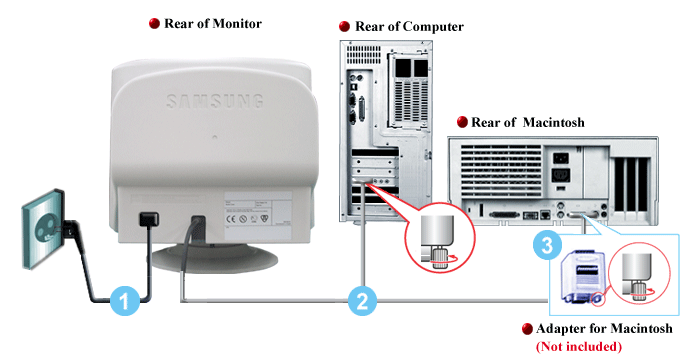 Rear of Monitor
Rear of Computer
SAMSUNG
Rear of Macintosh
1
2
3
Adapter for Macintosh
(Not included)